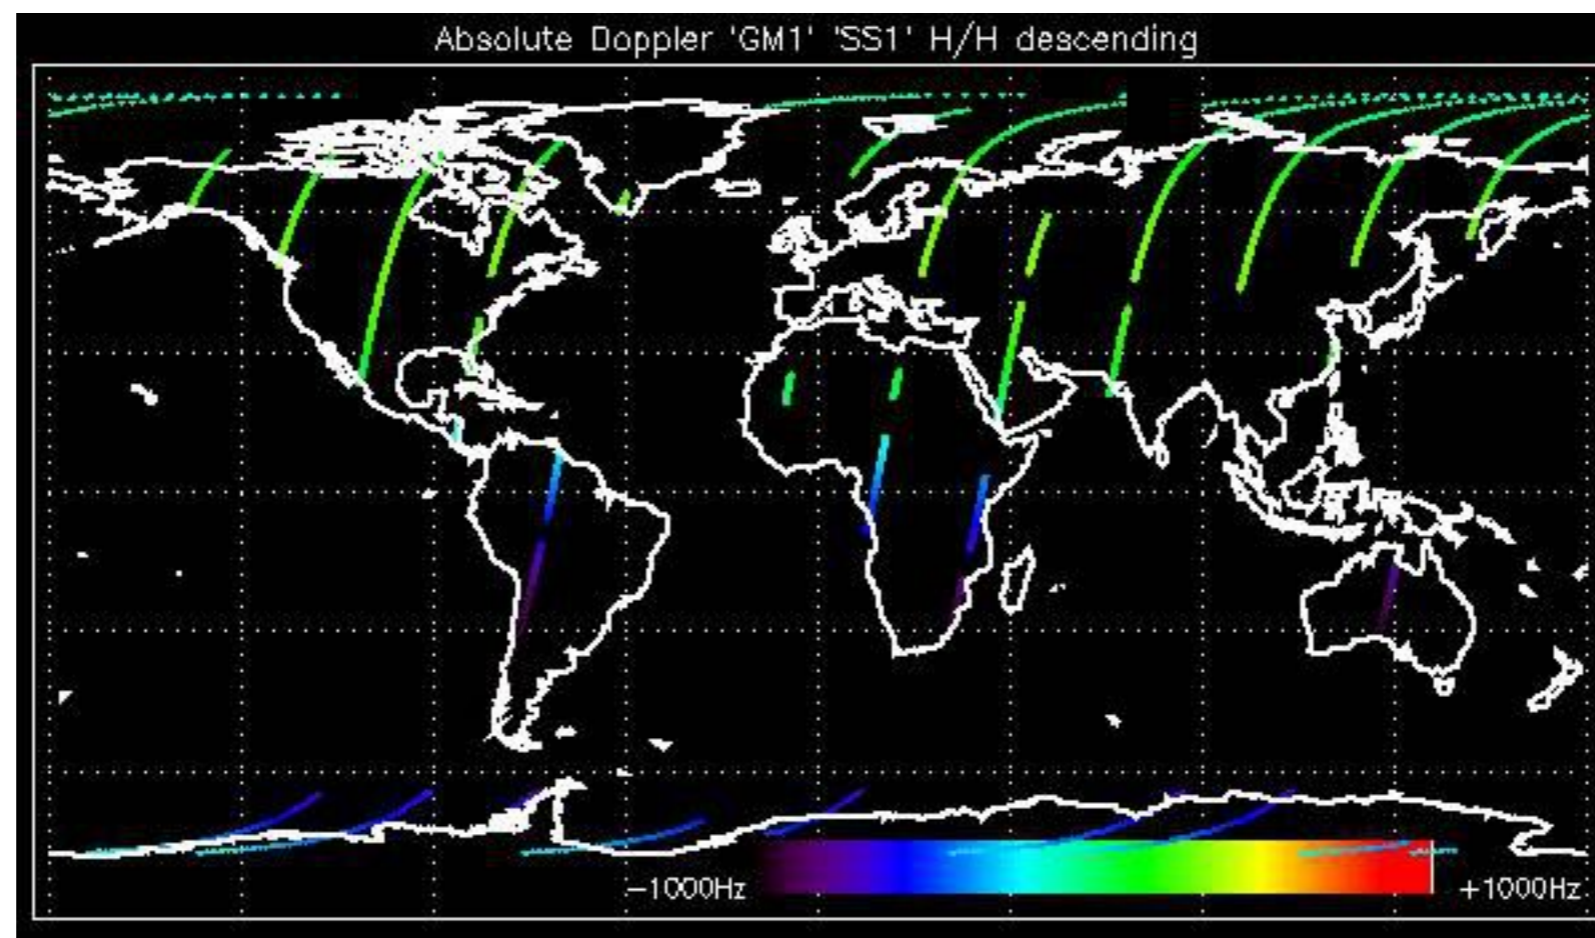 Absolute Doppler 'GM1' 'SS1' H/H descending
-1000Hz
+1000Hz